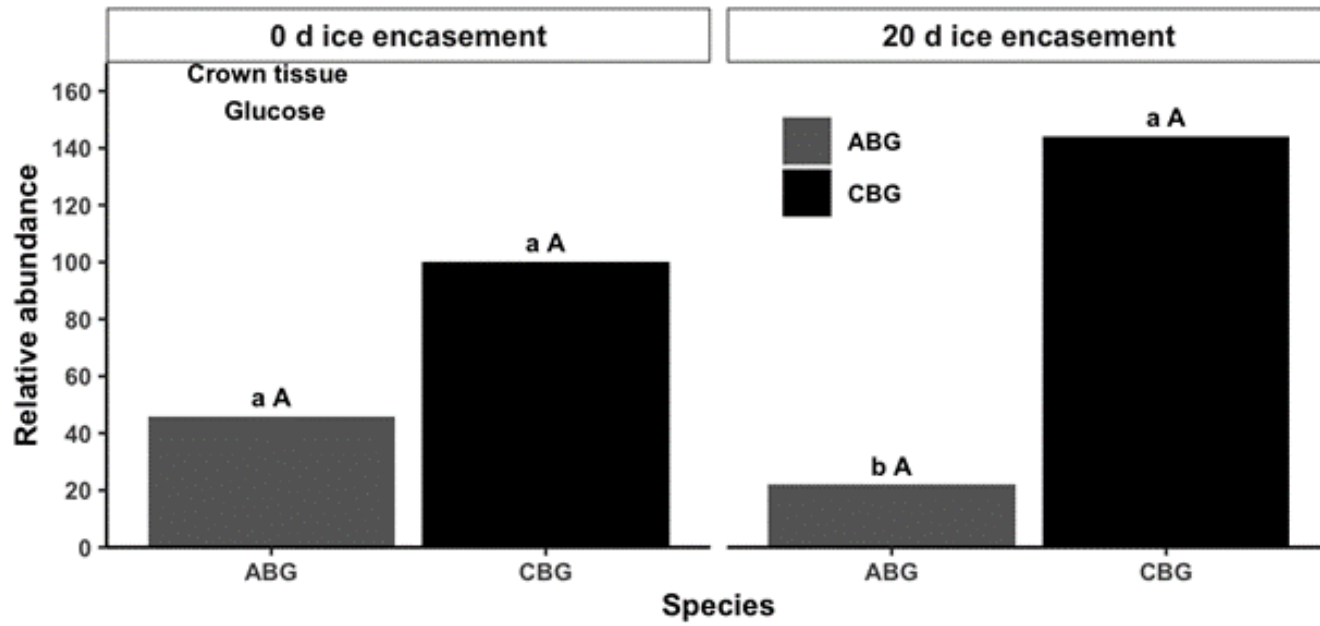 0 d ice encasement
20 d ice encasement
Crown tissue
Glucose
Relative abundance
160
140
120
100
80
60
40
20
0
a A
a A
b A
a A
ABG
CBG
ABG
CBG
ABG
CBG
Species